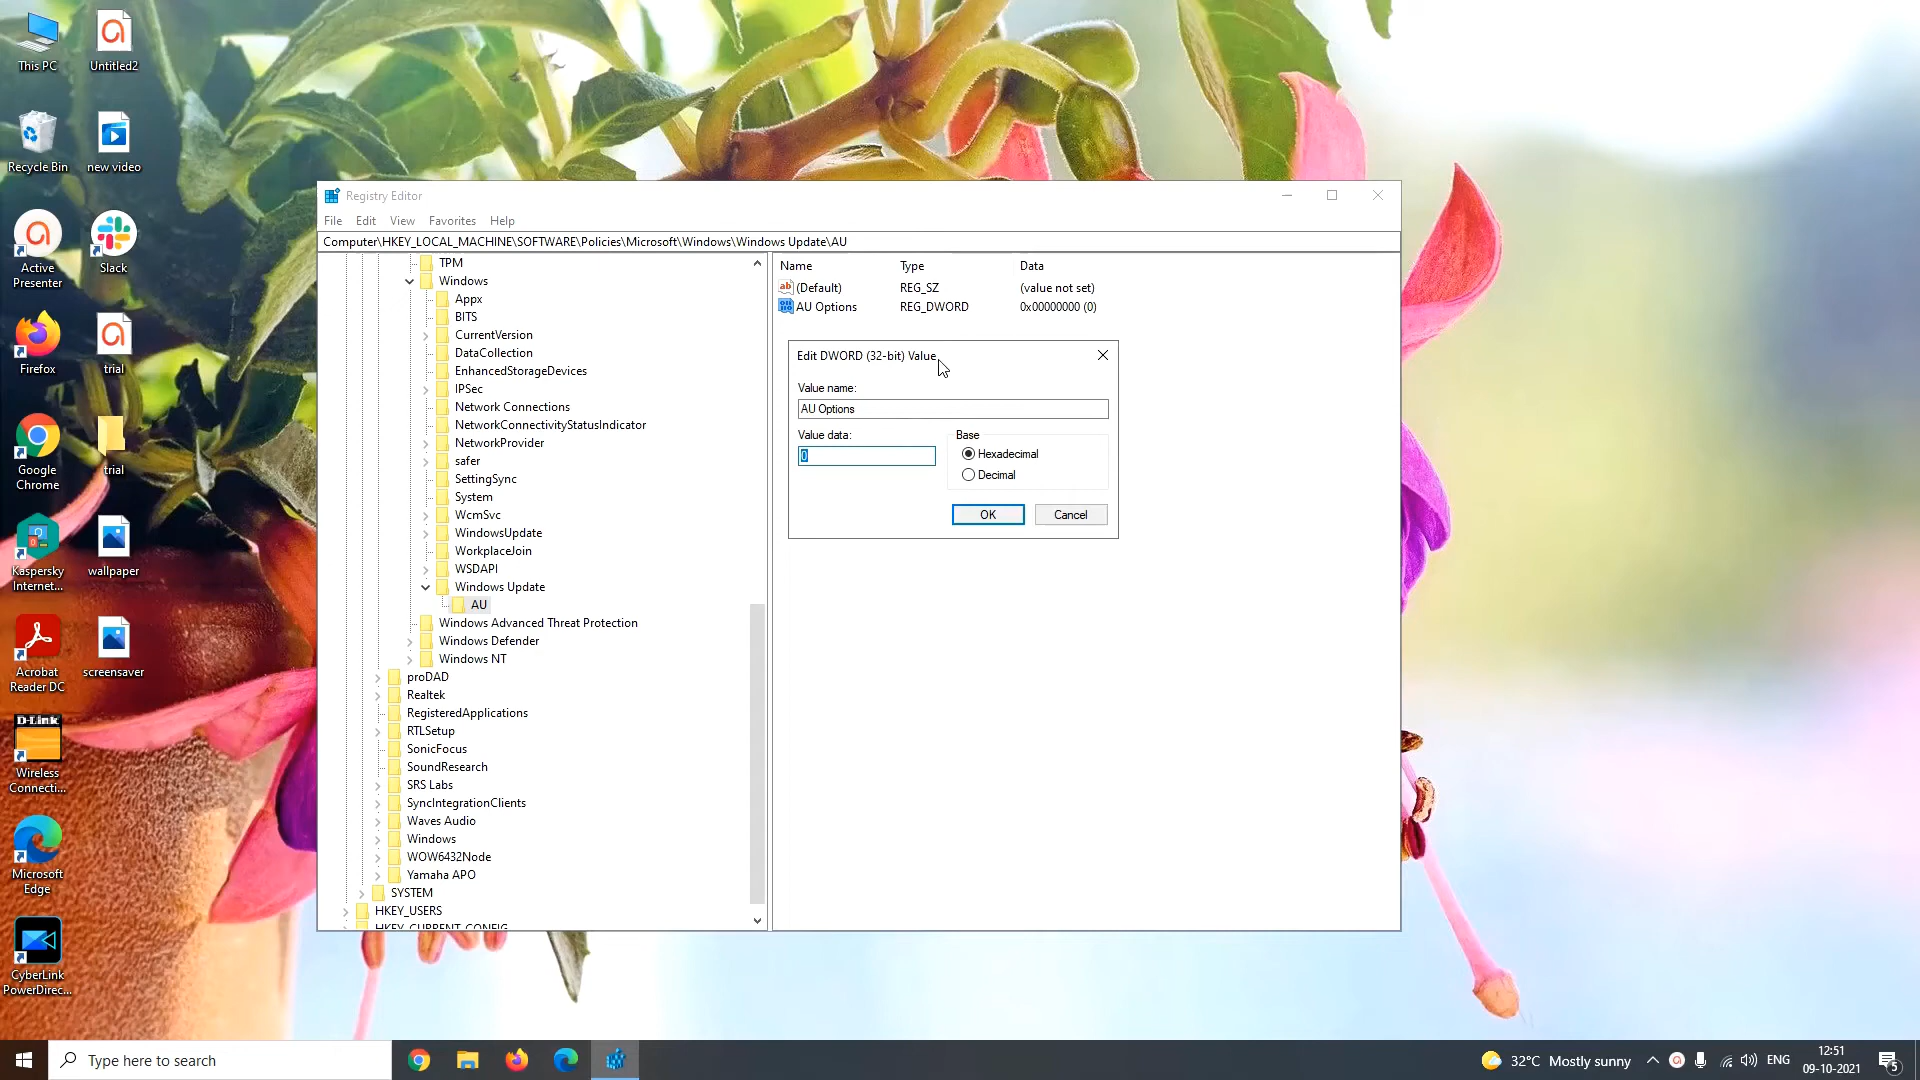 This PC
Untitled2
Recycle Bin
new video
Active
Presenter
Slack
Firefox
trial
Google
Chrome
trial
Kaspersky
Internet...
wallpaper
Acrobat
Reader DC
screensaver
D-Link
Wireless
Connecti...
Microsoft
Edge
CyberLink
PowerDirec...
Registry Editor
File Edit View Favorites Help
Computer\HKEY_LOCAL_MACHINE\SOFTWARE\Policies\Microsoft\Windows\Windows Update\AU
TPM
Windows
Appx
BITS
CurrentVersion
DataCollection
EnhancedStorageDevices
IPSec
Network Connections
NetworkConnectivityStatusIndicator
NetworkProvider
safer
SettingSync
System
WcmSvc
WindowsUpdate
WorkplaceJoin
WSDAPI
Windows Update
AU
Windows Advanced Threat Protection
Windows Defender
Windows NT
proDAD
Realtek
RegisteredApplications
RTLSetup
SonicFocus
SoundResearch
SRS Labs
SyncIntegrationClients
Waves Audio
Windows
WOW6432Node
Yamaha APO
SYSTEM
HKEY_USERS
HKEY_CURRENT_CONFIG
Name Type Data
(Default) REG_SZ (value not set)
AU Options REG_DWORD 0x00000000 (0)
Edit DWORD (32-bit) Value
Value name:
AU Options
Value data:
0
Base
Hexadecimal
Decimal
OK Cancel
Type here to search
32°C Mostly sunny
ENG
12:51
09-10-2021
5